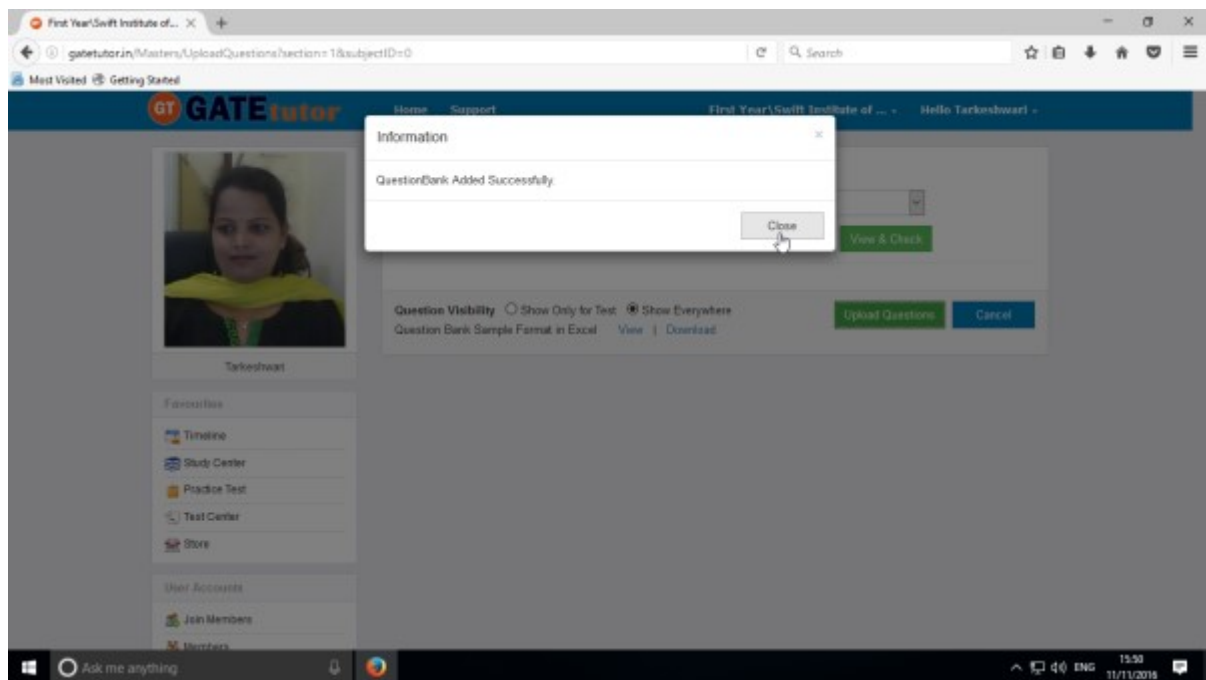 First Year\Swift Institute of...
gatetutor.in/Masters/UploadQuestions?section=1&subjectID=0
Search
Most Visited
Getting Started
GT GATEtutor
Home Support
First Year\Swift Institute of ...
Hello Tarkeshwari
Information
QuestionBank Added Successfully.
Close
View & Check
Question Visibility Show Only for Test Show Everywhere
Question Bank Sample Format in Excel View | Download
Upload Questions
Cancel
Tarkeshwari
Favourites
Timeline
Study Center
Practice Test
Test Center
Store
User Accounts
Join Members
Members
Ask me anything
ENG
15:50
11/11/2016